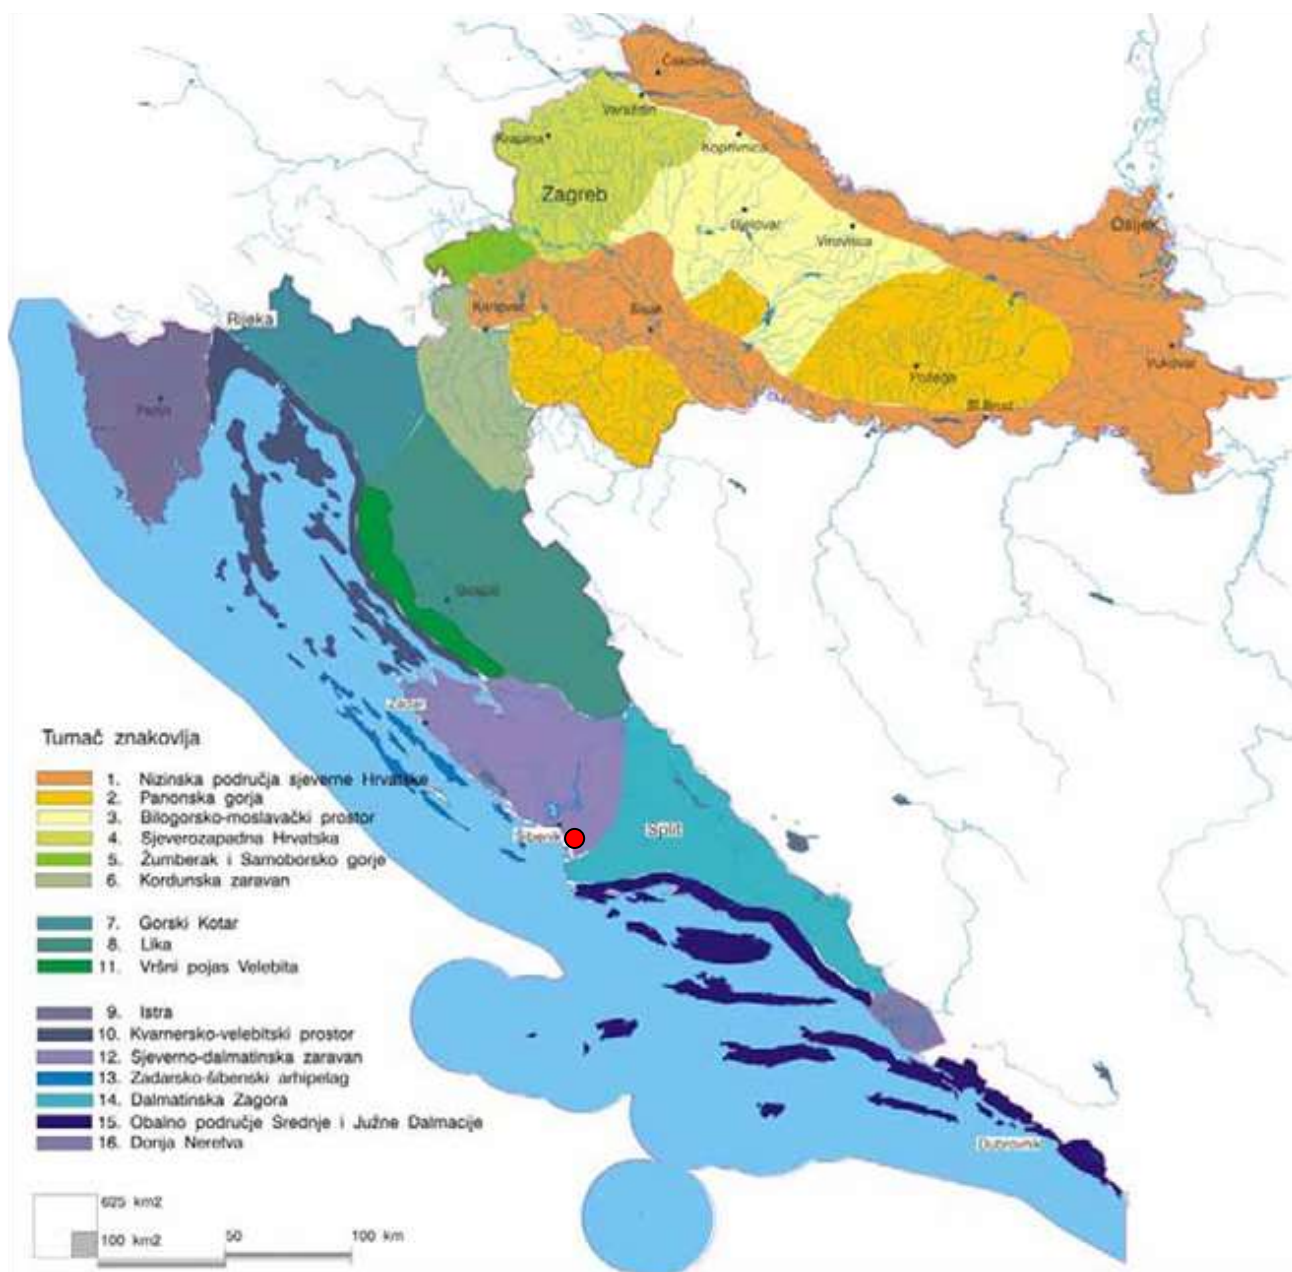 Čakovec
Varaždin
Krapina
Koprivnica
Zagreb
Bjelovar
Virovitica
Osijek
Karlovac
Sisak
Rijeka
Vukovar
Požega
Sl.Brod
Pazin
Gospić
Zadar
Šibenik
Split
Dubrovnik
Tumač znakovlja
1. Nizinska područja sjeverne Hrvatske
2. Panonska gorja
3. Bilogorsko-moslavački prostor
4. Sjeverozapadna Hrvatska
5. Žumberak i Samoborsko gorje
6. Kordunska zaravan
7. Gorski Kotar
8. Lika
11. Vršni pojas Velebita
9. Istra
10. Kvarnersko-velebitski prostor
12. Sjeverno-dalmatinska zaravan
13. Zadarsko-šibenski arhipelag
14. Dalmatinska Zagora
15. Obalno područje Srednje i Južne Dalmacije
16. Donja Neretva
625 km2
100 km2
50
100 km